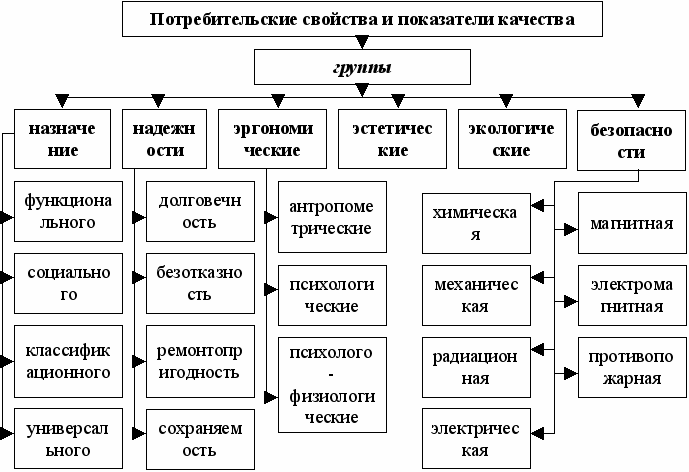 Потребительские свойства и показатели качества
группы
назначе
ние
надежн
ости
эргономи
ческие
эстетичес
кие
экологиче
ские
безопасно
сти
функциона
льного
социально
го
классифик
ационного
универсал
ьного
долговечн
ость
безотказно
сть
ремонтопр
игодность
сохраняем
ость
антропоме
трические
психологи
ческие
психолого
-
физиологи
ческие
химическа
я
механичес
кая
радиацион
ная
электричес
кая
магнитная
электрома
гнитная
противопо
жарная